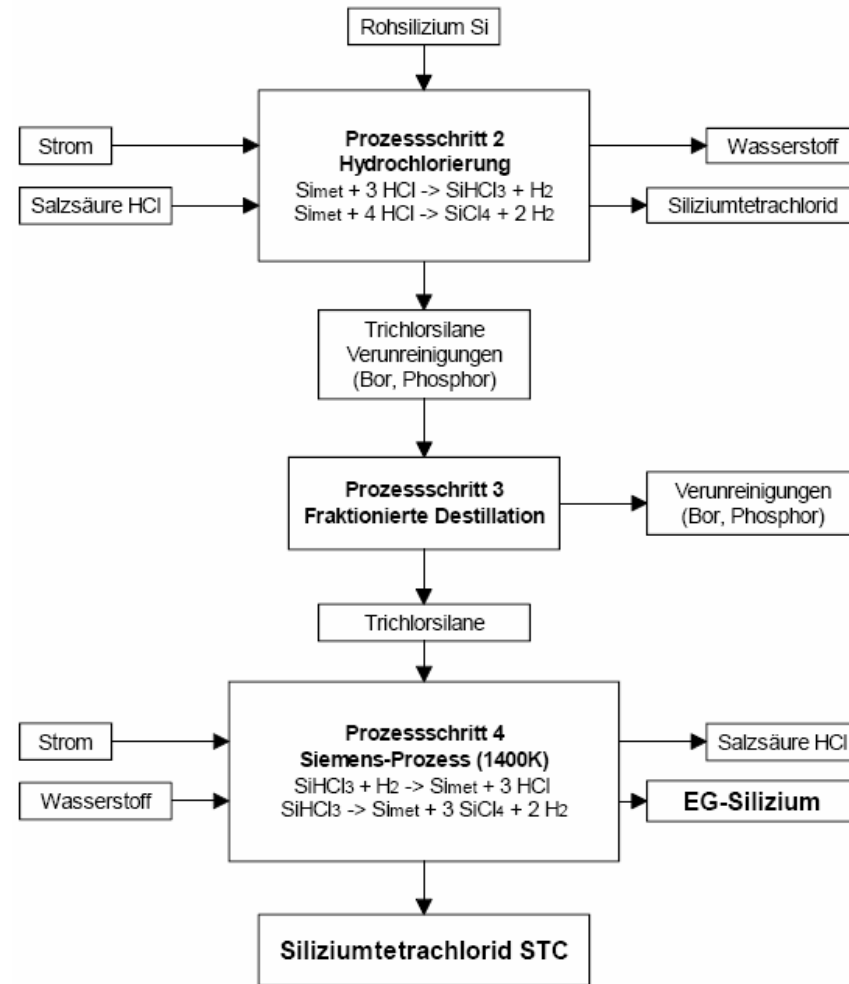 Rohsilizium Si
Strom
Salzsäure HCl
Prozessschritt 2
Hydrochlorierung
Simet + 3 HCl -> SiHCl3 + H2
Simet + 4 HCl -> SiCl4 + 2 H2
Wasserstoff
Siliziumtetrachlorid
Trichlorsilane
Verunreinigungen
(Bor, Phosphor)
Prozessschritt 3
Fraktionierte Destillation
Verunreinigungen
(Bor, Phosphor)
Trichlorsilane
Strom
Wasserstoff
Prozessschritt 4
Siemens-Prozess (1400K)
SiHCl3 + H2 -> Simet + 3 HCl
SiHCl3 -> Simet + 3 SiCl4 + 2 H2
Salzsäure HCl
EG-Silizium
Siliziumtetrachlorid STC